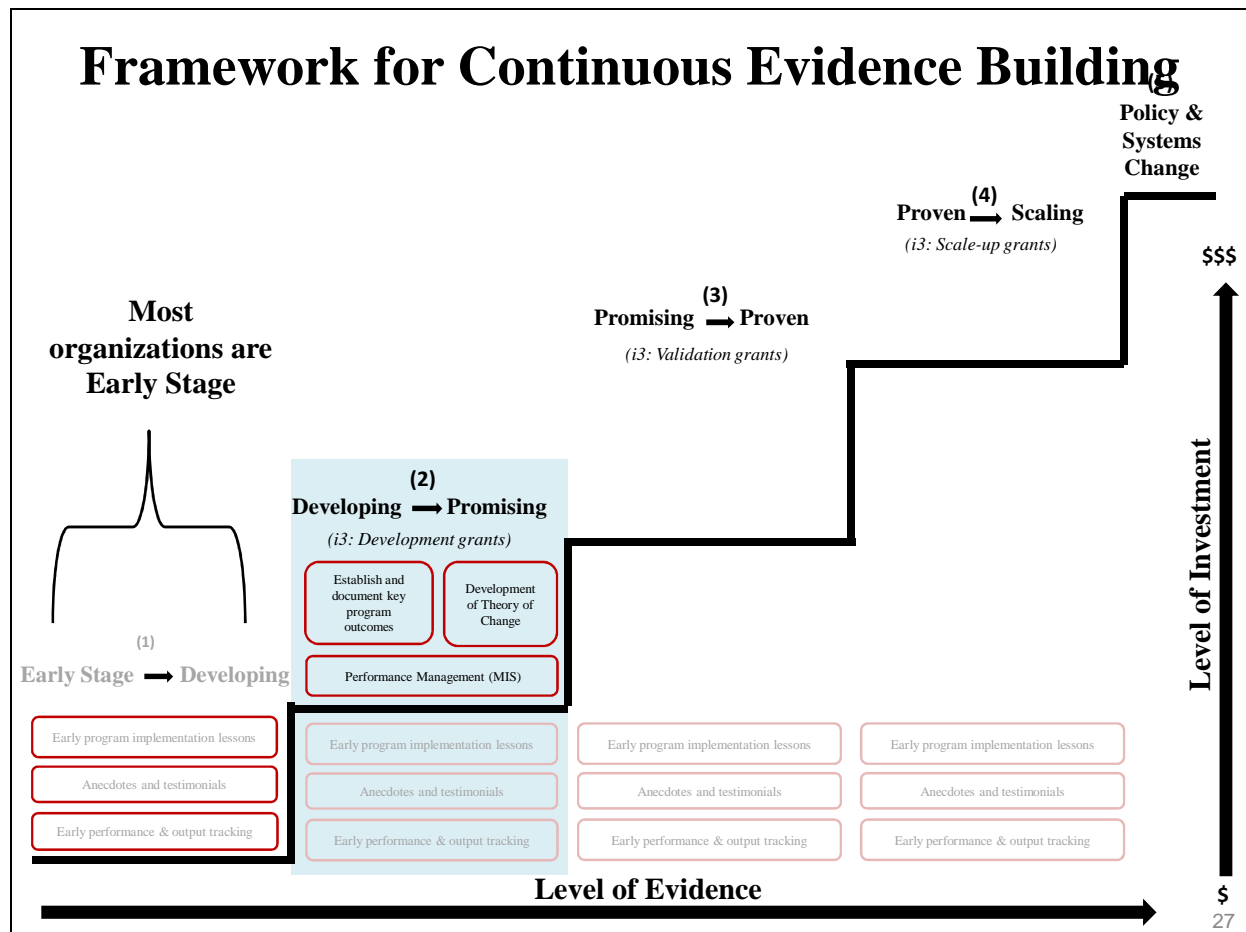 Framework for Continuous Evidence Building
Policy &
Systems
Change
(4)
Proven Scaling
(i3: Scale-up grants)
$$$
(3)
Promising Proven
(i3: Validation grants)
Most
organizations are
Early Stage
(2)
Developing Promising
(i3: Development grants)
Establish and
document key
program
outcomes
Development
of Theory of
Change
Performance Management (MIS)
(1)
Early Stage Developing
Early program implementation lessons
Anecdotes and testimonials
Early performance & output tracking
Early program implementation lessons
Anecdotes and testimonials
Early performance & output tracking
Early program implementation lessons
Anecdotes and testimonials
Early performance & output tracking
Early program implementation lessons
Anecdotes and testimonials
Early performance & output tracking
Level of Investment
Level of Evidence
$
27